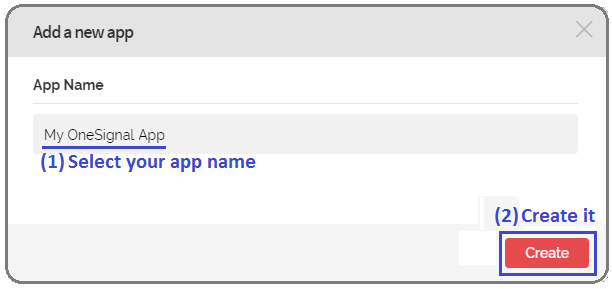 Add a new app
App Name
My OneSignal App
(1) Select your app name
(2) Create it
Create